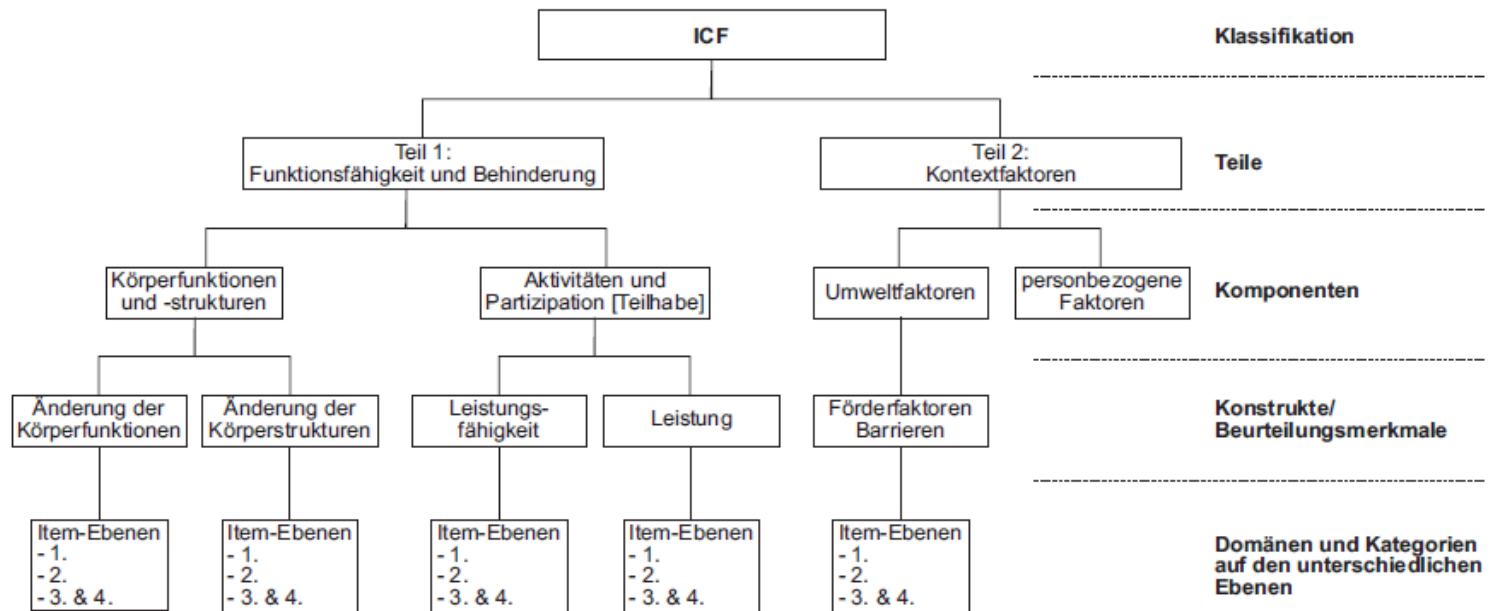 ICF
Klassifikation
Teil 1:
Funktionsfähigkeit und Behinderung
Teil 2:
Kontextfaktoren
Teile
Körperfunktionen
und -strukturen
Aktivitäten und
Partizipation [Teilhabe]
Umweltfaktoren
personbezogene
Faktoren
Komponenten
Änderung der
Körperfunktionen
Änderung der
Körperstrukturen
Leistungs-
fähigkeit
Leistung
Förderfaktoren
Barrieren
Konstrukte/
Beurteilungsmerkmale
Item-Ebenen
- 1.
- 2.
- 3. & 4.
Item-Ebenen
- 1.
- 2.
- 3. & 4.
Item-Ebenen
- 1.
- 2.
- 3. & 4.
Item-Ebenen
- 1.
- 2.
- 3. & 4.
Item-Ebenen
- 1.
- 2.
- 3. & 4.
Domänen und Kategorien
auf den unterschiedlichen
Ebenen